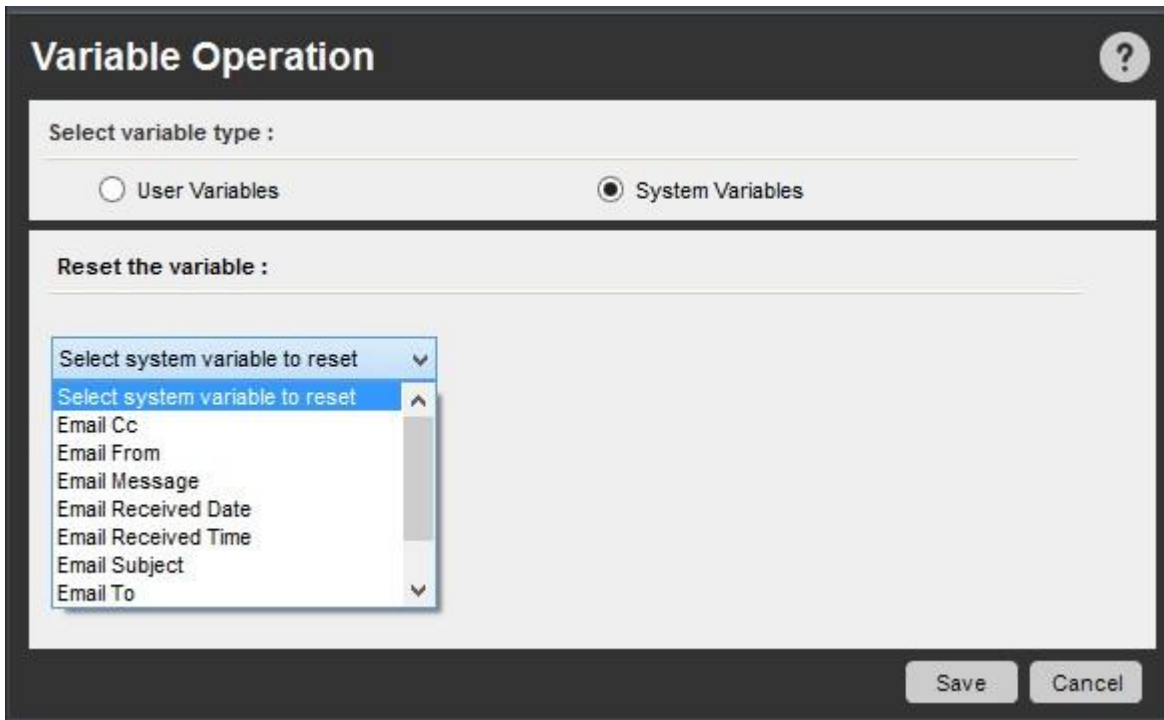 Variable Operation
?
Select variable type :
User Variables
System Variables
Reset the variable :
Select system variable to reset
Select system variable to reset
Email Cc
Email From
Email Message
Email Received Date
Email Received Time
Email Subject
Email To
Save
Cancel